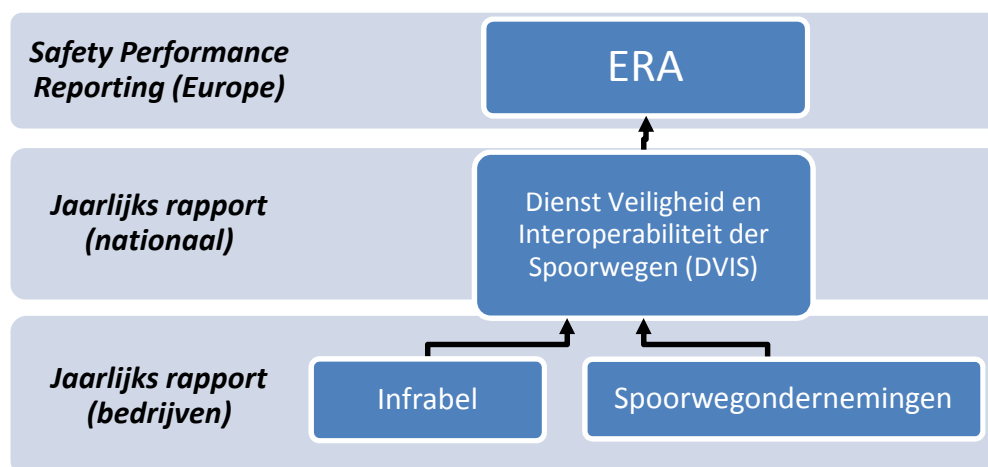 Safety Performance
Reporting (Europe)
ERA
Jaarlijks rapport
(nationaal)
Dienst Veiligheid en
Interoperabiliteit der
Spoorwegen (DVIS)
Jaarlijks rapport
(bedrijven)
Infrabel
Spoorwegondernemingen